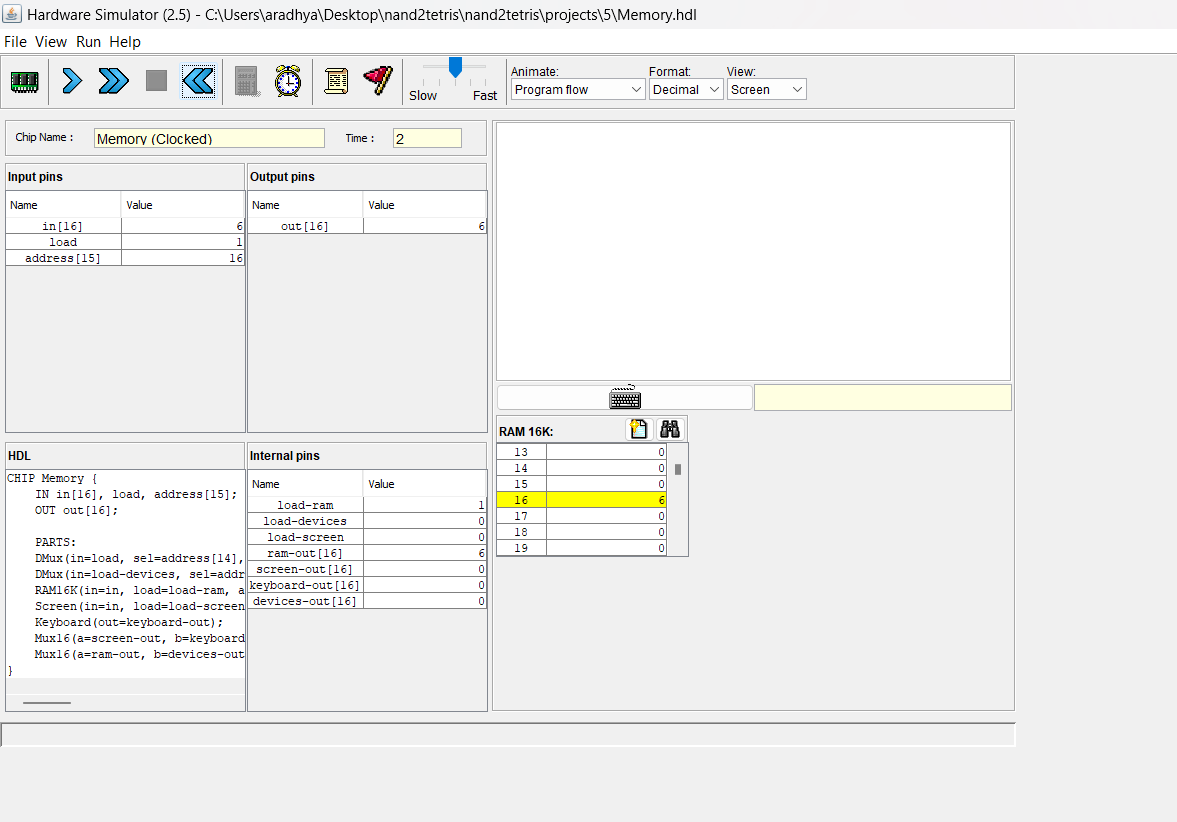 Hardware Simulator (2.5) - C:\Users\aradhya\Desktop\nand2tetris\nand2tetris\projects\5\Memory.hdl
File View Run Help
Slow Fast
Animate: Format: View:
Program flow Decimal Screen
Chip Name : Memory (Clocked) Time : 2
Input pins
Name Value
in[16] 6
load 1
address[15] 16
Output pins
Name Value
out[16] 6
HDL
CHIP Memory {
    IN in[16], load, address[15];
    OUT out[16];
    PARTS:
    DMux(in=load, sel=address[14],
    DMux(in=load-devices, sel=addr
    RAM16K(in=in, load=load-ram, a
    Screen(in=in, load=load-screen
    Keyboard(out=keyboard-out);
    Mux16(a=screen-out, b=keyboard
    Mux16(a=ram-out, b=devices-out
}
Internal pins
Name Value
load-ram 1
load-devices 0
load-screen 0
ram-out[16] 6
screen-out[16] 0
keyboard-out[16] 0
devices-out[16] 0
RAM 16K:
13 0
14 0
15 0
16 6
17 0
18 0
19 0